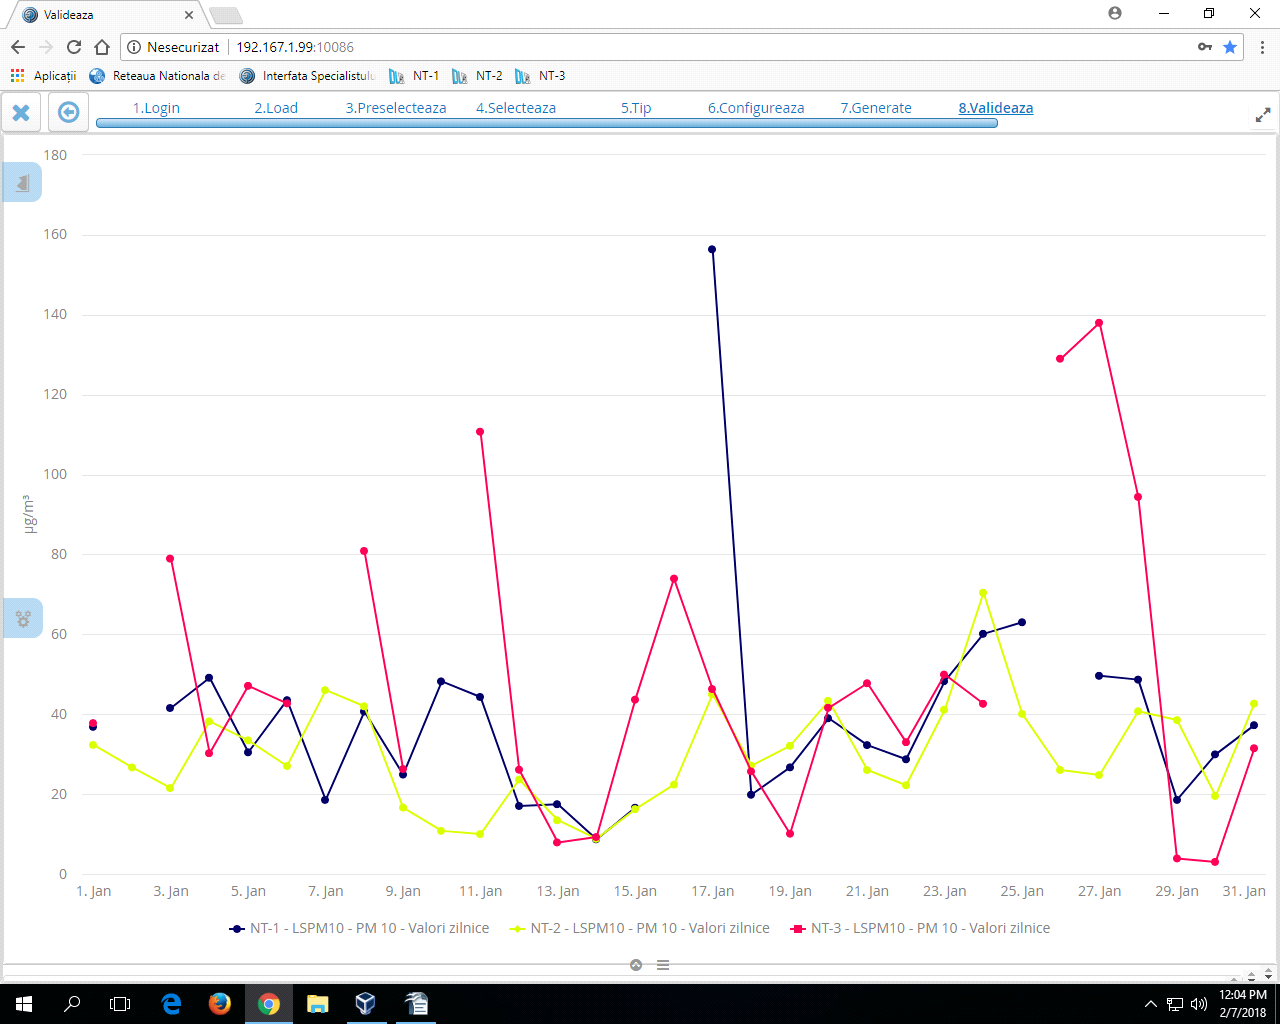 Valideaza
Nesecurizat 192.167.1.99:10086
Aplicații Reteaua Nationala de Interfata Specialistulu NT-1 NT-2 NT-3
1.Login 2.Load 3.Preselecteaza 4.Selecteaza 5.Tip 6.Configureaza 7.Generate 8.Valideaza
180
160
140
120
100
80
60
40
20
0
µg/m³
1. Jan 3. Jan 5. Jan 7. Jan 9. Jan 11. Jan 13. Jan 15. Jan 17. Jan 19. Jan 21. Jan 23. Jan 25. Jan 27. Jan 29. Jan 31. Jan
NT-1 - LSPM10 - PM 10 - Valori zilnice NT-2 - LSPM10 - PM 10 - Valori zilnice NT-3 - LSPM10 - PM 10 - Valori zilnice
12:04 PM
2/7/2018